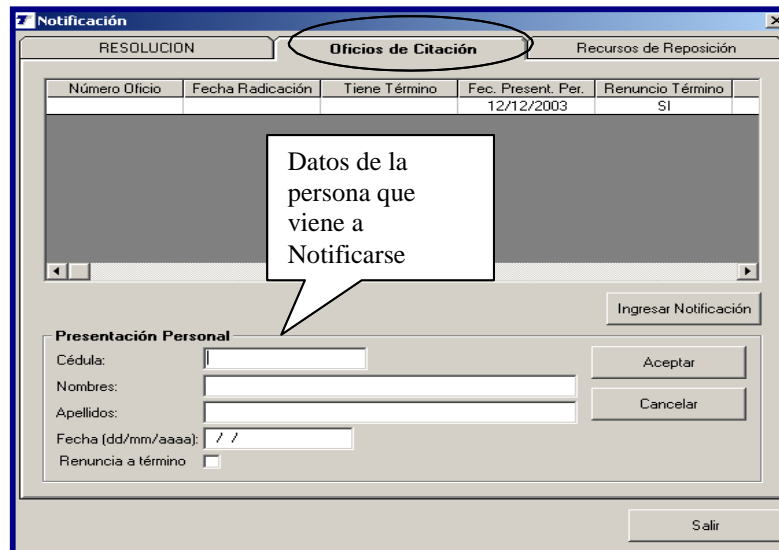 Notificación
RESOLUCION Oficios de Citación Recursos de Reposición
Número Oficio Fecha Radicación Tiene Término Fec. Present. Per. Renuncio Término
12/12/2003 SI
Datos de la
persona que
viene a
Notificarse
Ingresar Notificación
Presentación Personal
Cédula:
Aceptar
Nombres:
Cancelar
Apellidos:
Fecha (dd/mm/aaaa): / /
Renuncia a término
Salir